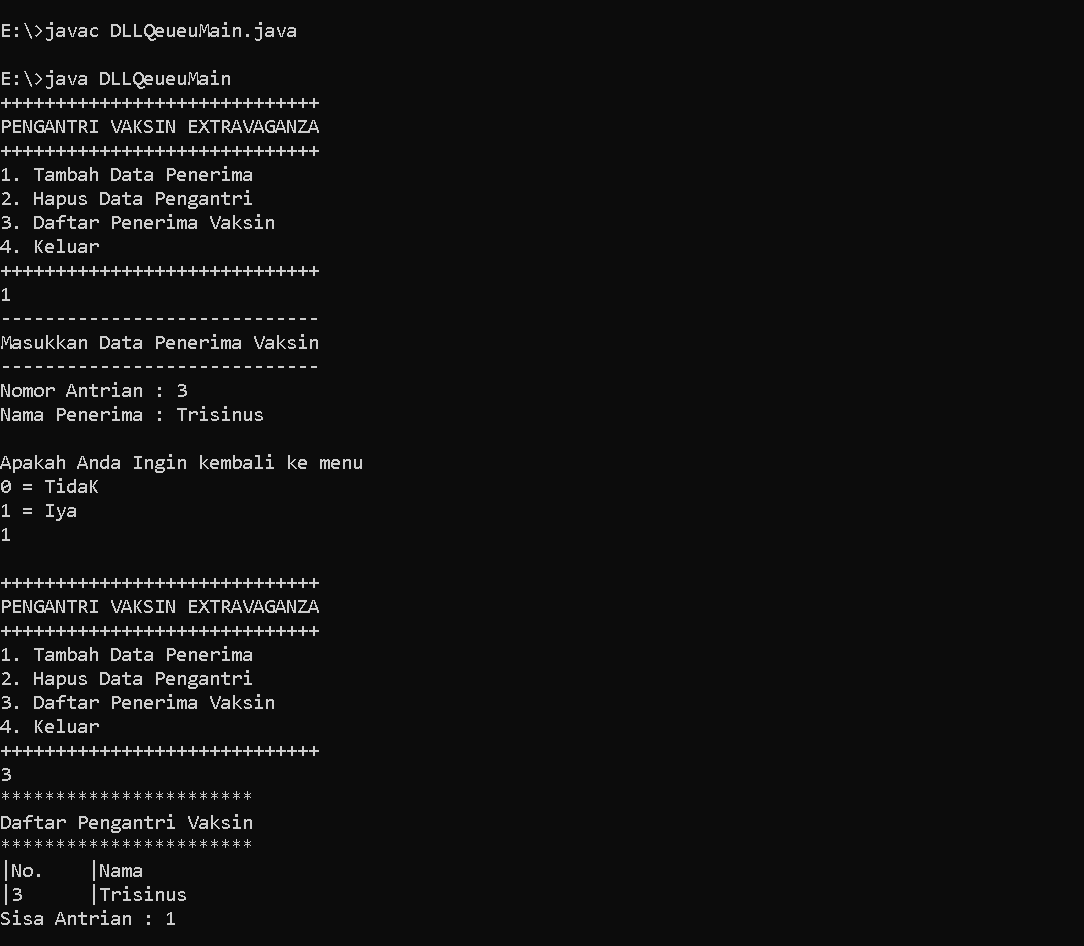 E:\>javac DLLQeueuMain.java
E:\>java DLLQeueuMain
+++++++++++++++++++++++++++++
PENGANTRI VAKSIN EXTRAVAGANZA
+++++++++++++++++++++++++++++
1. Tambah Data Penerima
2. Hapus Data Pengantri
3. Daftar Penerima Vaksin
4. Keluar
+++++++++++++++++++++++++++++
1
-----------------------------
Masukkan Data Penerima Vaksin
-----------------------------
Nomor Antrian : 3
Nama Penerima : Trisinus
Apakah Anda Ingin kembali ke menu
0 = TidaK
1 = Iya
1
+++++++++++++++++++++++++++++
PENGANTRI VAKSIN EXTRAVAGANZA
+++++++++++++++++++++++++++++
1. Tambah Data Penerima
2. Hapus Data Pengantri
3. Daftar Penerima Vaksin
4. Keluar
+++++++++++++++++++++++++++++
3
***********************
Daftar Pengantri Vaksin
***********************
|No.    |Nama
|3      |Trisinus
Sisa Antrian : 1